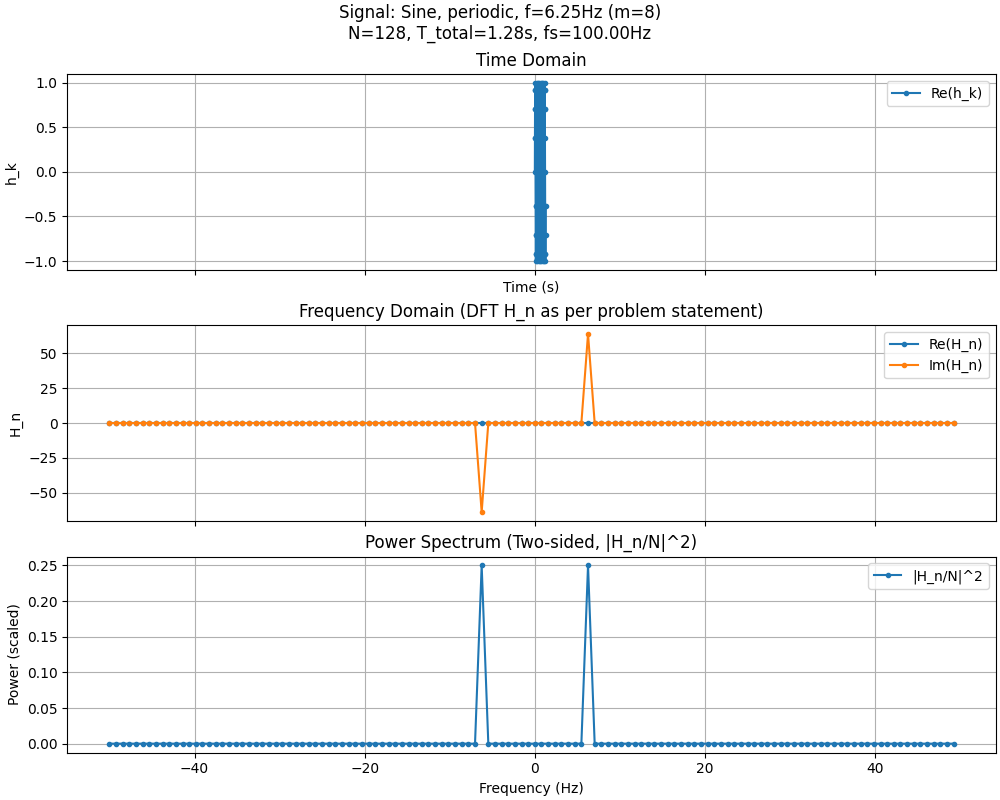 Signal: Sine, periodic, f=6.25Hz (m=8)
N=128, T_total=1.28s, fs=100.00Hz
Time Domain
1.0
0.5
0.0
−0.5
−1.0
h_k
Re(h_k)
Time (s)
Frequency Domain (DFT H_n as per problem statement)
50
25
0
−25
−50
H_n
Re(H_n)
Im(H_n)
Power Spectrum (Two-sided, |H_n/N|^2)
0.25
0.20
0.15
0.10
0.05
0.00
Power (scaled)
|H_n/N|^2
−40 −20 0 20 40
Frequency (Hz)